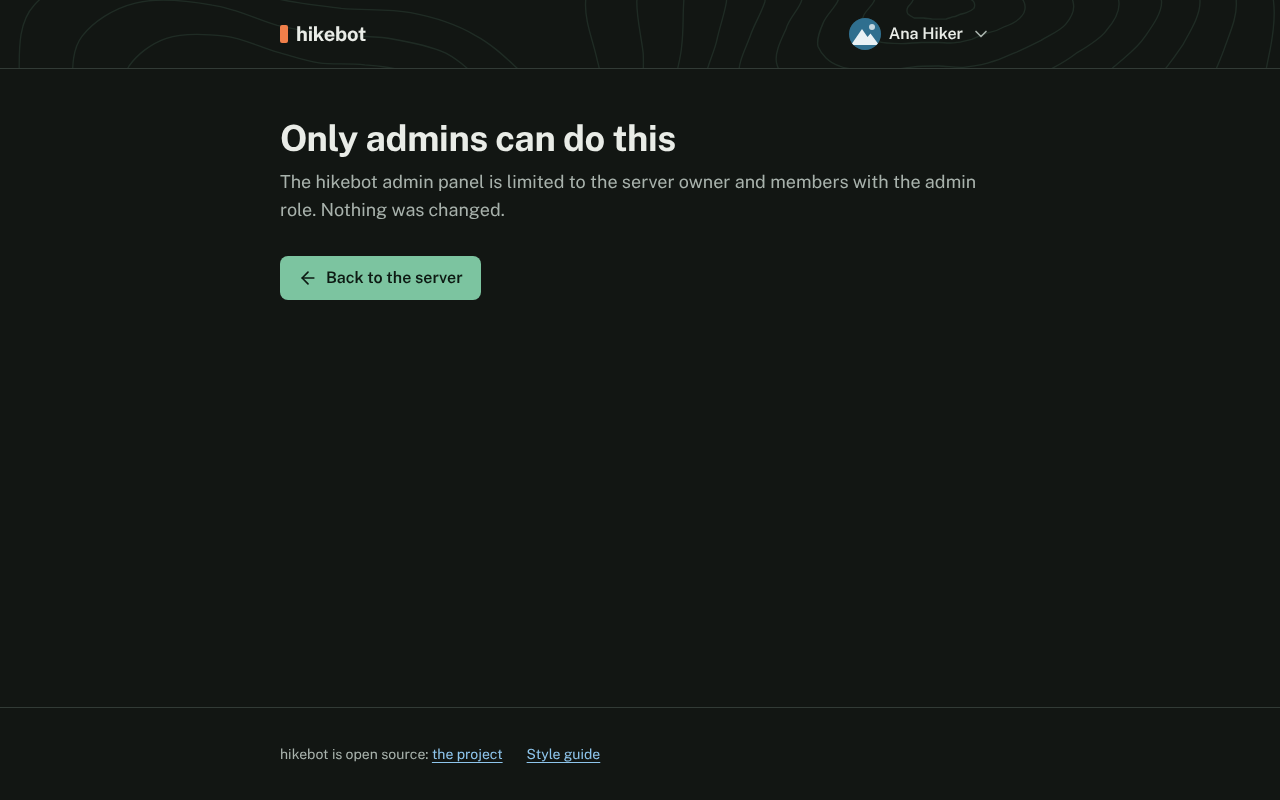 hikebot
Ana Hiker
Only admins can do this
The hikebot admin panel is limited to the server owner and members with the admin
role. Nothing was changed.
Back to the server
hikebot is open source: the project
Style guide